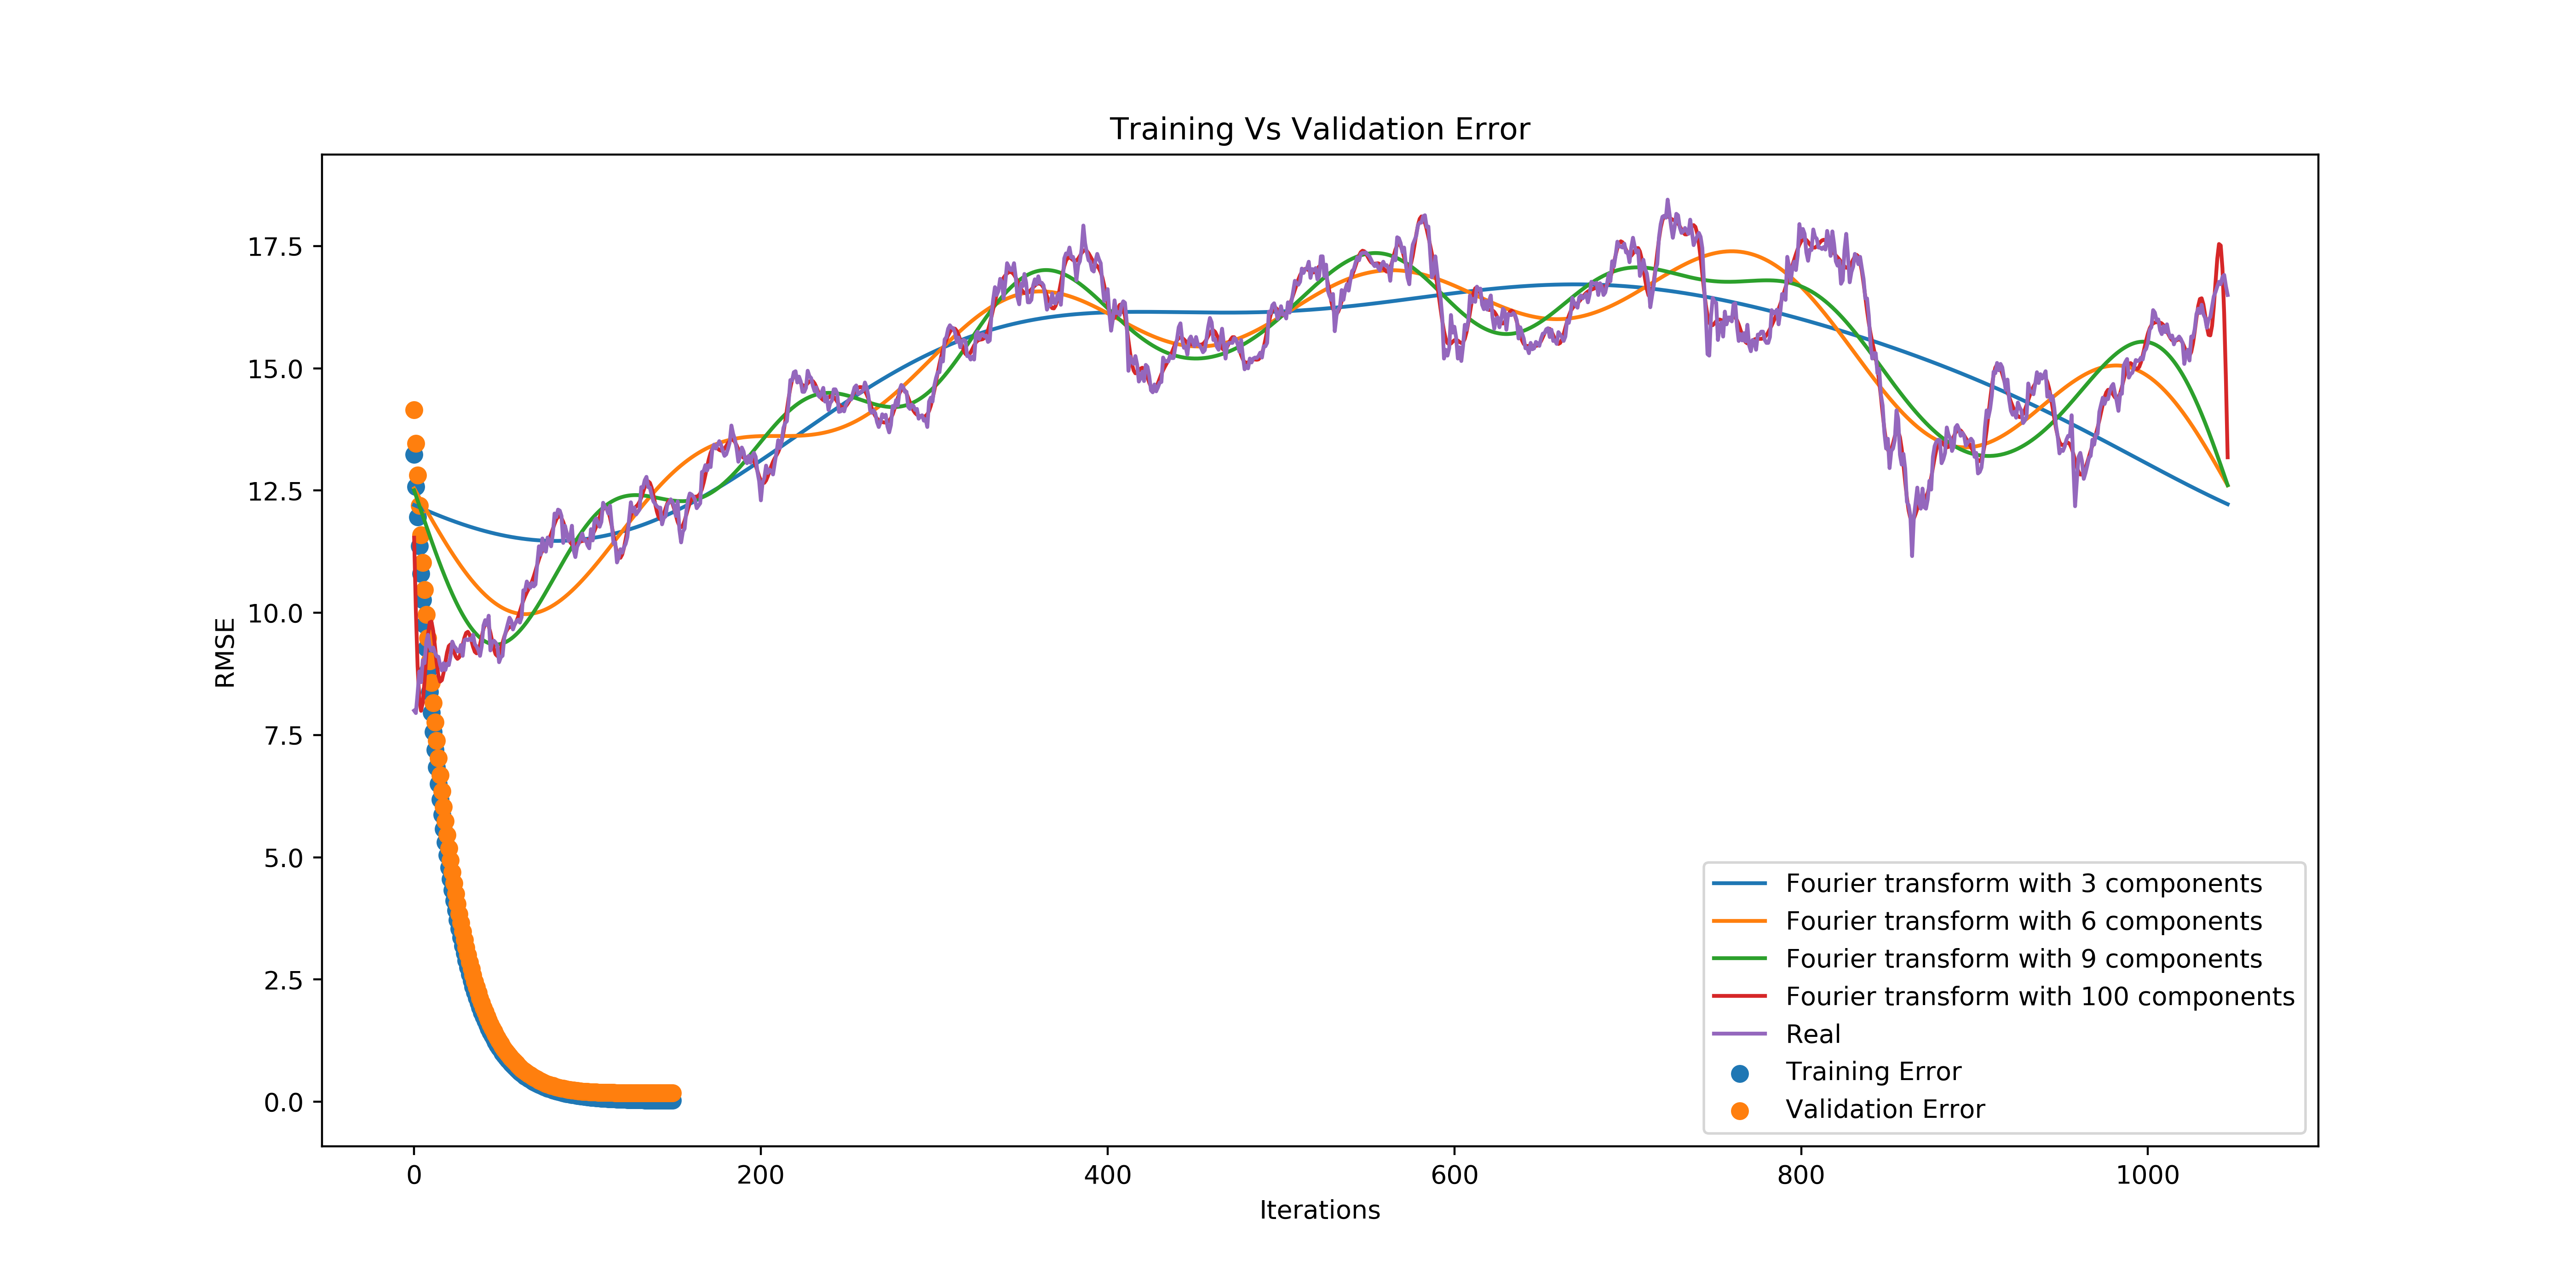 Training Vs Validation Error
17.5
15.0
12.5
10.0
7.5
5.0
2.5
0.0
RMSE
0 200 400 600 800 1000
Iterations
Fourier transform with 3 components
Fourier transform with 6 components
Fourier transform with 9 components
Fourier transform with 100 components
Real
Training Error
Validation Error